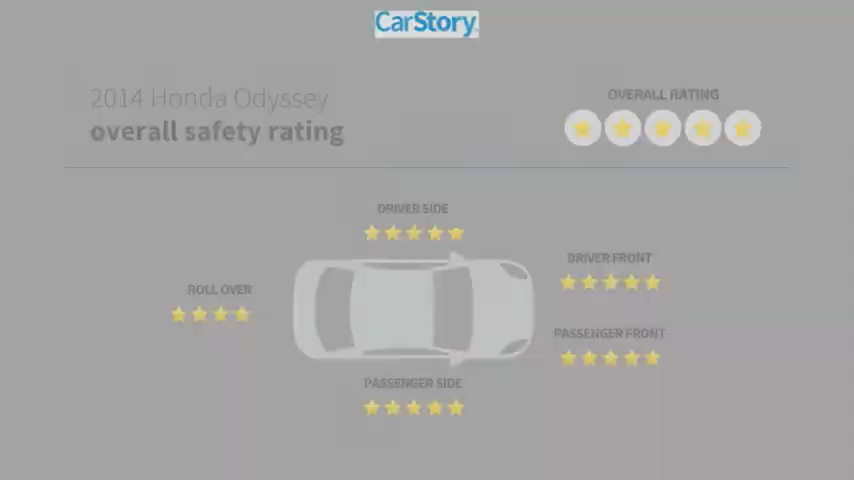 CarStory
2014 Honda Odyssey
overall safety rating
OVERALL RATING
DRIVER SIDE
DRIVER FRONT
ROLL OVER
PASSENGER FRONT
PASSENGER SIDE